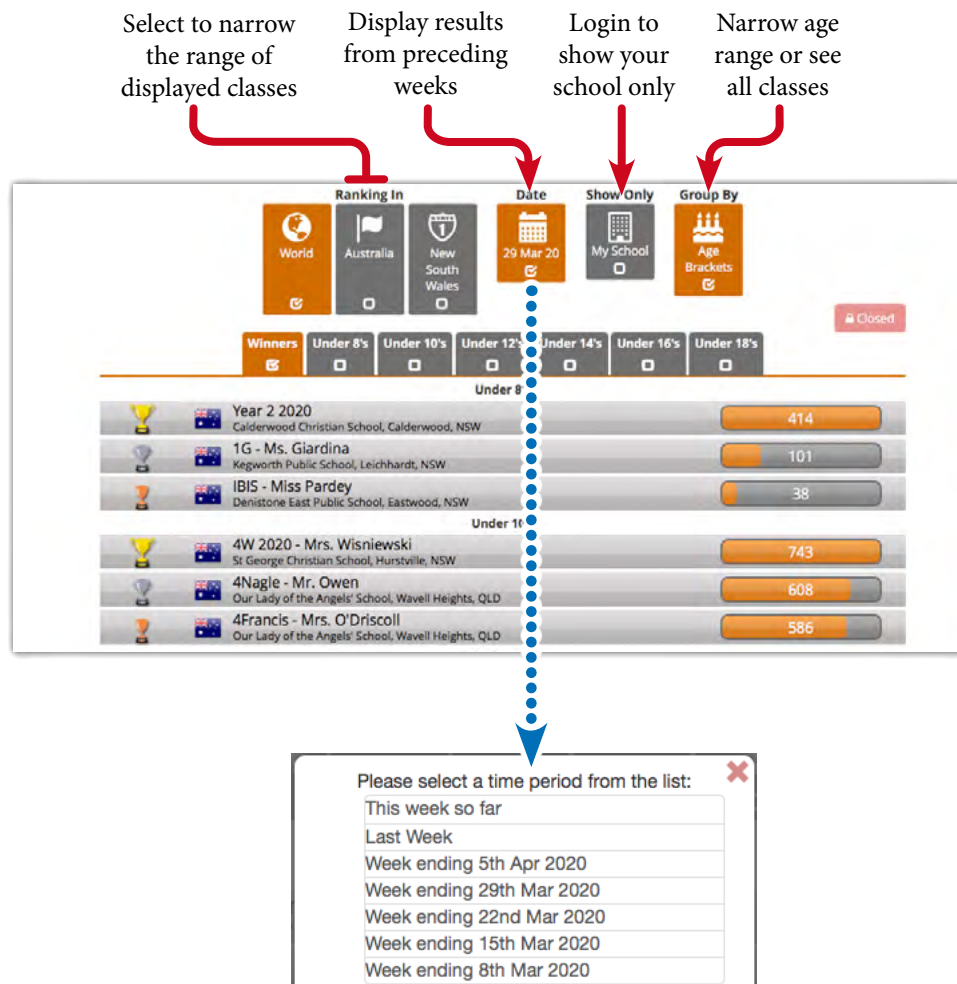 Select to narrow
the range of
displayed classes
Display results
from preceding
weeks
Login to
show your
school only
Narrow age
range or see
all classes
Ranking In
Date
Show Only
Group By
World
Australia
1
New
South
Wales
29 Mar 20
My School
Age
Brackets
Closed
Winners
Under 8's
Under 10's
Under 12's
Under 14's
Under 16's
Under 18's
Under 8
Year 2 2020
Calderwood Christian School, Calderwood, NSW
414
1G - Ms. Giardina
Kegworth Public School, Leichhardt, NSW
101
IBIS - Miss Pardey
Denistone East Public School, Eastwood, NSW
38
Under 10
4W 2020 - Mrs. Wisniewski
St George Christian School, Hurstville, NSW
743
4Nagle - Mr. Owen
Our Lady of the Angels' School, Wavell Heights, QLD
608
4Francis - Mrs. O'Driscoll
Our Lady of the Angels' School, Wavell Heights, QLD
586
Please select a time period from the list:
This week so far
Last Week
Week ending 5th Apr 2020
Week ending 29th Mar 2020
Week ending 22nd Mar 2020
Week ending 15th Mar 2020
Week ending 8th Mar 2020